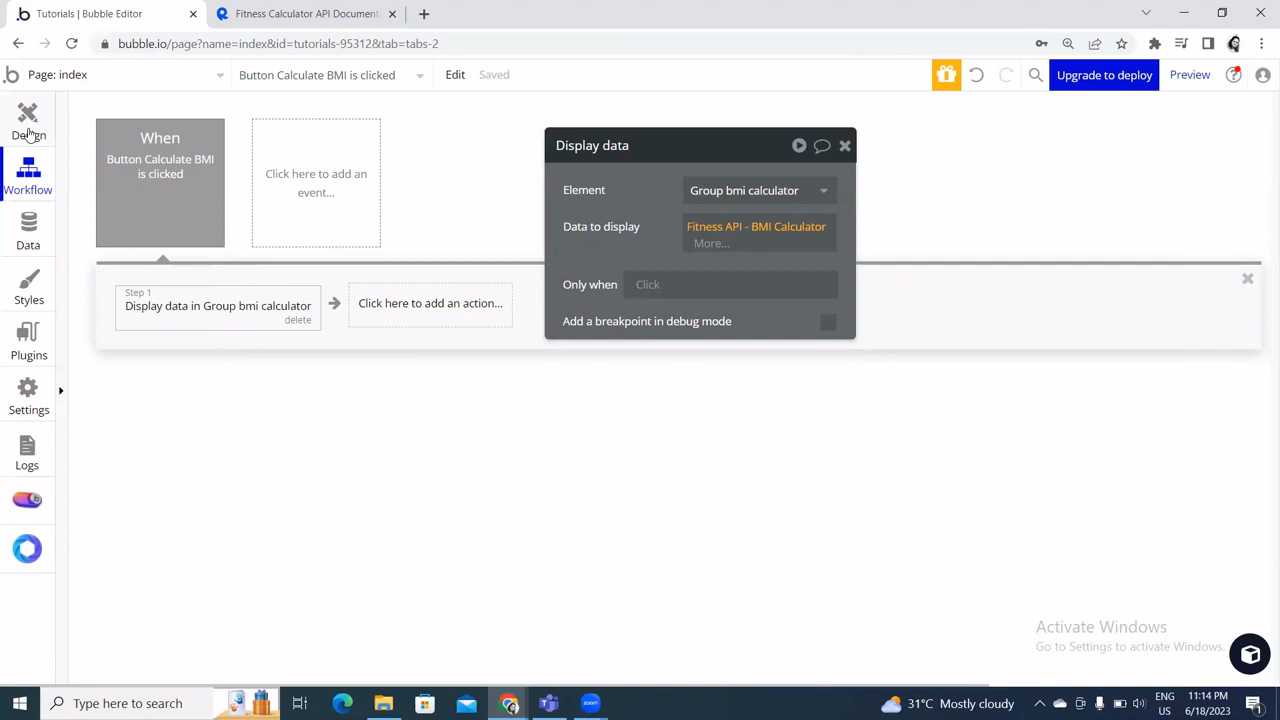 Tutorials | Bubble Editor
Fitness Calculator API Document
bubble.io/page?name=index&id=tutorials-95312&tab=tabs-2
Page: index
Button Calculate BMI is clicked
Edit
Saved
Upgrade to deploy
Preview
Design
Workflow
Data
Styles
Plugins
Settings
Logs
When
Button Calculate BMI
is clicked
Click here to add an
event...
Step 1
Display data in Group bmi calculator
delete
Click here to add an action...
Display data
Element
Group bmi calculator
Data to display
Fitness API - BMI Calculator
More...
Only when
Click
Add a breakpoint in debug mode
Activate Windows
Go to Settings to activate Windows.
Type here to search
zoom
31°C Mostly cloudy
ENG
US
11:14 PM
6/18/2023
1